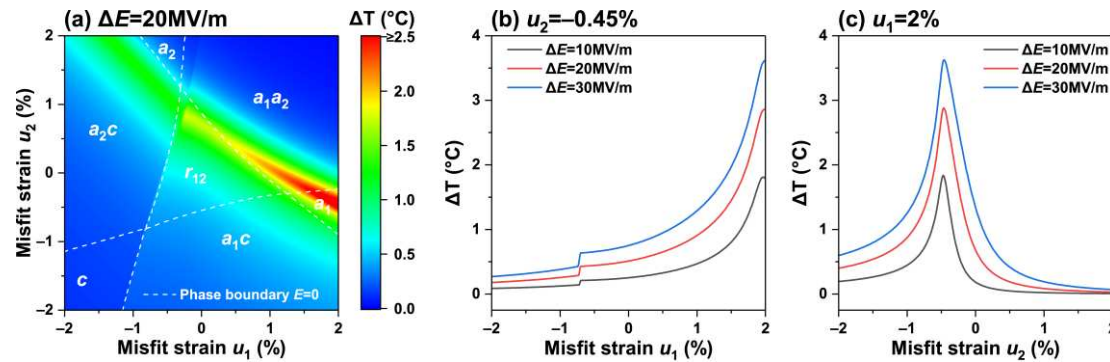 (a) ΔE=20MV/m
ΔT (°C)
Misfit strain u₂ (%)
2
1
0
−1
−2
a₂
a₁a₂
a₂c
r₁₂
a₁
a₁c
c
Phase boundary E=0
−2
−1
0
1
2
Misfit strain u₁ (%)
≥2.5
2.0
1.5
1.0
0.5
0.0
(b) u₂=−0.45%
ΔE=10MV/m
ΔE=20MV/m
ΔE=30MV/m
ΔT (°C)
4
3
2
1
0
−2
−1
0
1
2
Misfit strain u₁ (%)
(c) u₁=2%
ΔE=10MV/m
ΔE=20MV/m
ΔE=30MV/m
ΔT (°C)
4
3
2
1
0
−2
−1
0
1
2
Misfit strain u₂ (%)